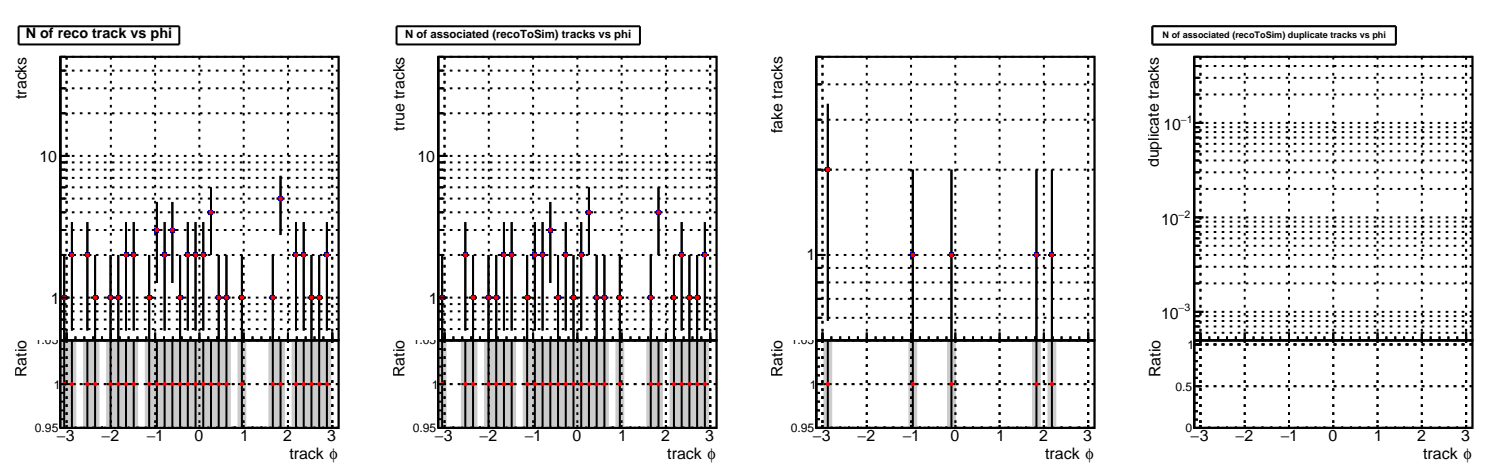 N of reco track vs phi
tracks
10
1
Ratio
1
0.95
−3 −2 −1 0 1 2 3
track ϕ
N of associated (recoToSim) tracks vs phi
true tracks
10
1
Ratio
1
0.95
−3 −2 −1 0 1 2 3
track ϕ
fake tracks
1
Ratio
1
0.95
−3 −2 −1 0 1 2 3
track ϕ
N of associated (recoToSim) duplicate tracks vs phi
duplicate tracks
10−1
10−2
10−3
Ratio
1
0.5
0
−3 −2 −1 0 1 2 3
track ϕ